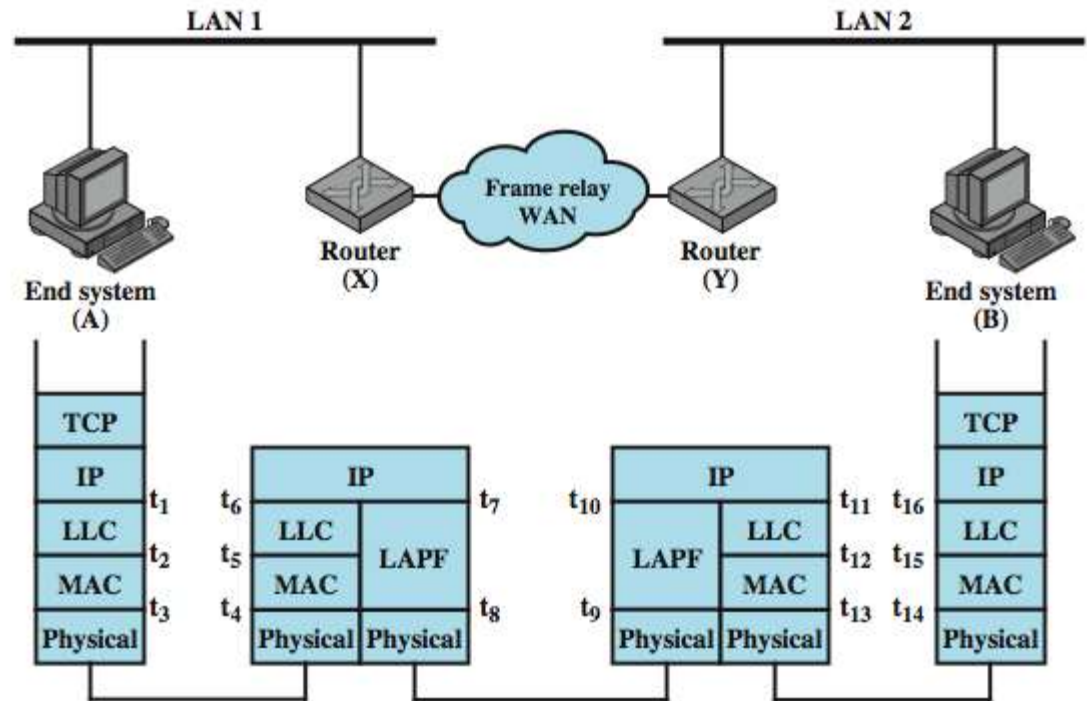 LAN 1
LAN 2
Frame relay
WAN
Router
(X)
Router
(Y)
End system
(A)
End system
(B)
TCP
TCP
IP
IP
IP
IP
t1
t6
t7
t10
t11
t16
LLC
LLC
LAPF
LAPF
LLC
LLC
t2
t5
t12
t15
MAC
MAC
MAC
MAC
t3
t4
t8
t9
t13
t14
Physical
Physical
Physical
Physical
Physical
Physical